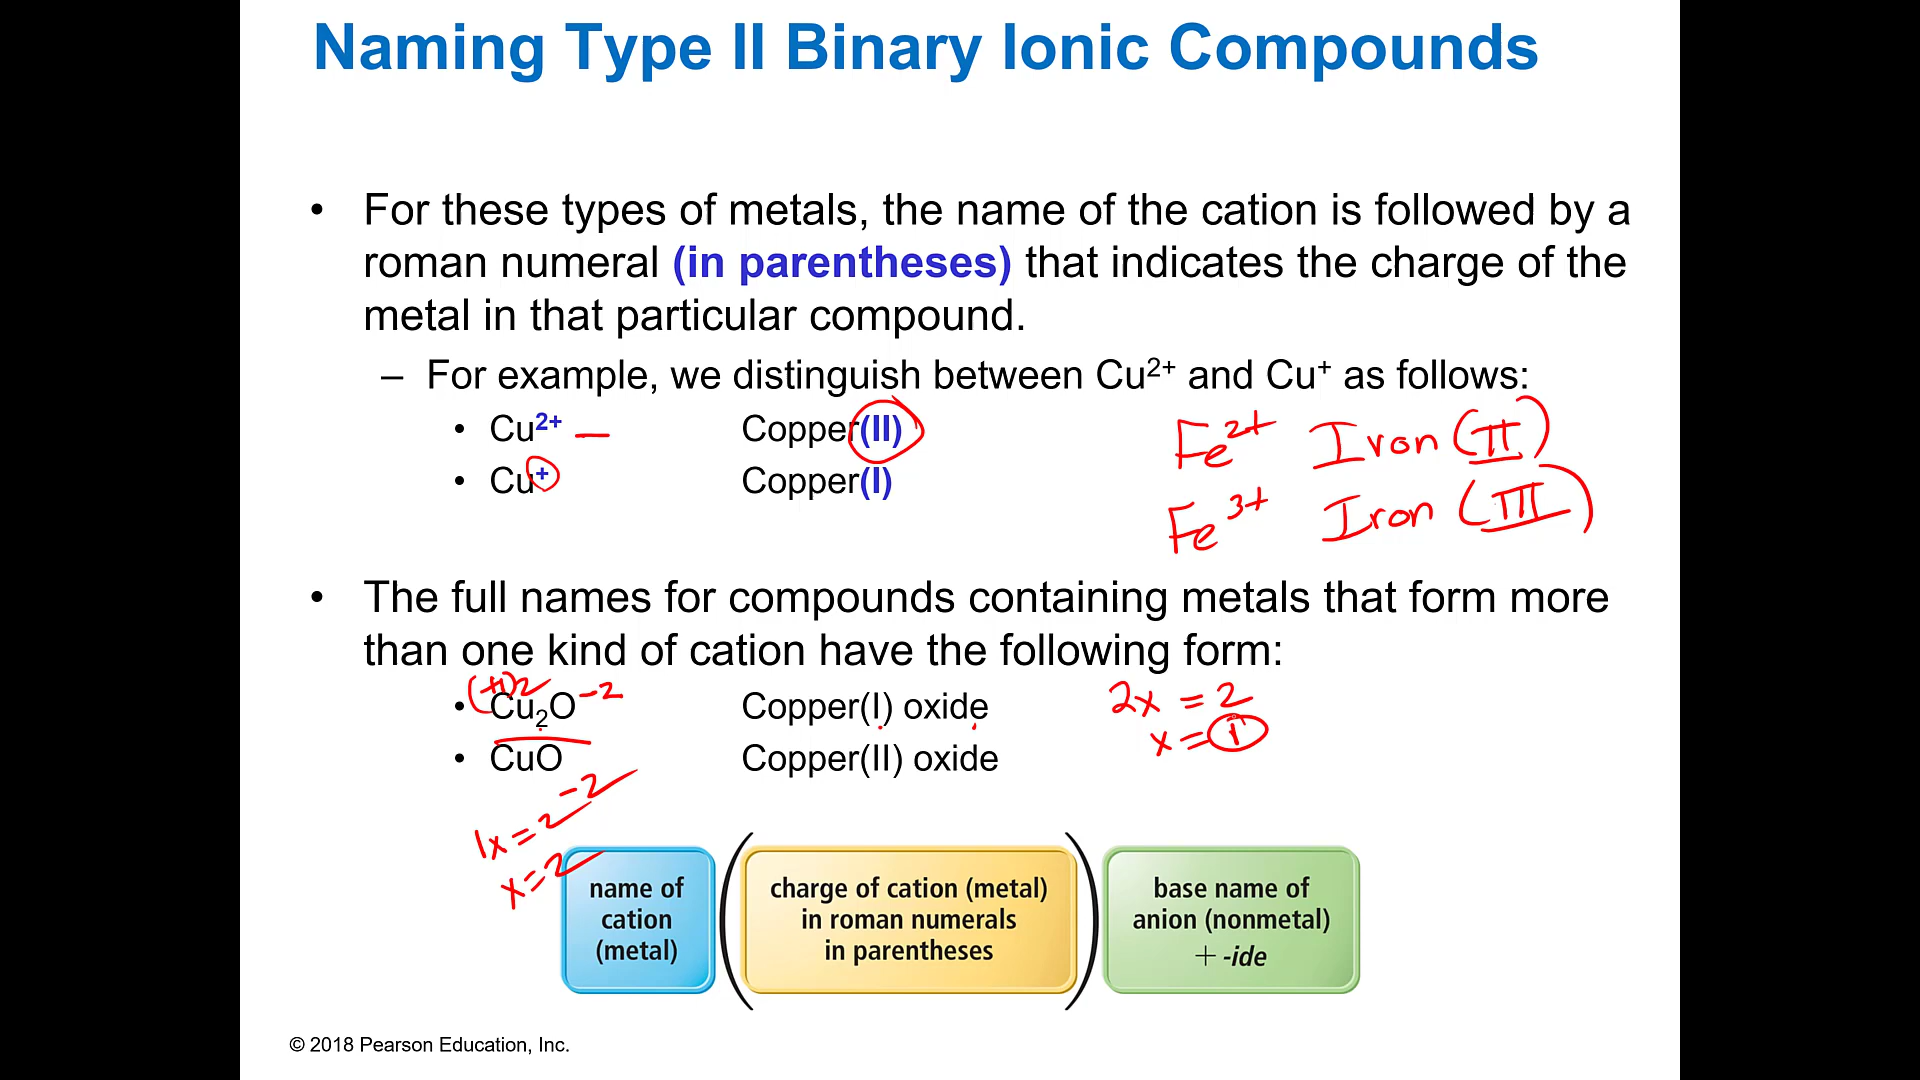 Naming Type II Binary Ionic Compounds
• For these types of metals, the name of the cation is followed by a
roman numeral (in parentheses) that indicates the charge of the
metal in that particular compound.
– For example, we distinguish between Cu²⁺ and Cu⁺ as follows:
• Cu²⁺ — Copper(II)
Fe²⁺ Iron (II)
• Cu⁺ Copper(I)
Fe³⁺ Iron (III)
• The full names for compounds containing metals that form more
than one kind of cation have the following form:
(+1)2 -2
• Cu₂O Copper(I) oxide
2x = 2
x = 1
• CuO Copper(II) oxide
-2
1x = 2
x = 2
name of
cation
(metal)
(charge of cation (metal)
in roman numerals
in parentheses)
base name of
anion (nonmetal)
+ -ide
© 2018 Pearson Education, Inc.